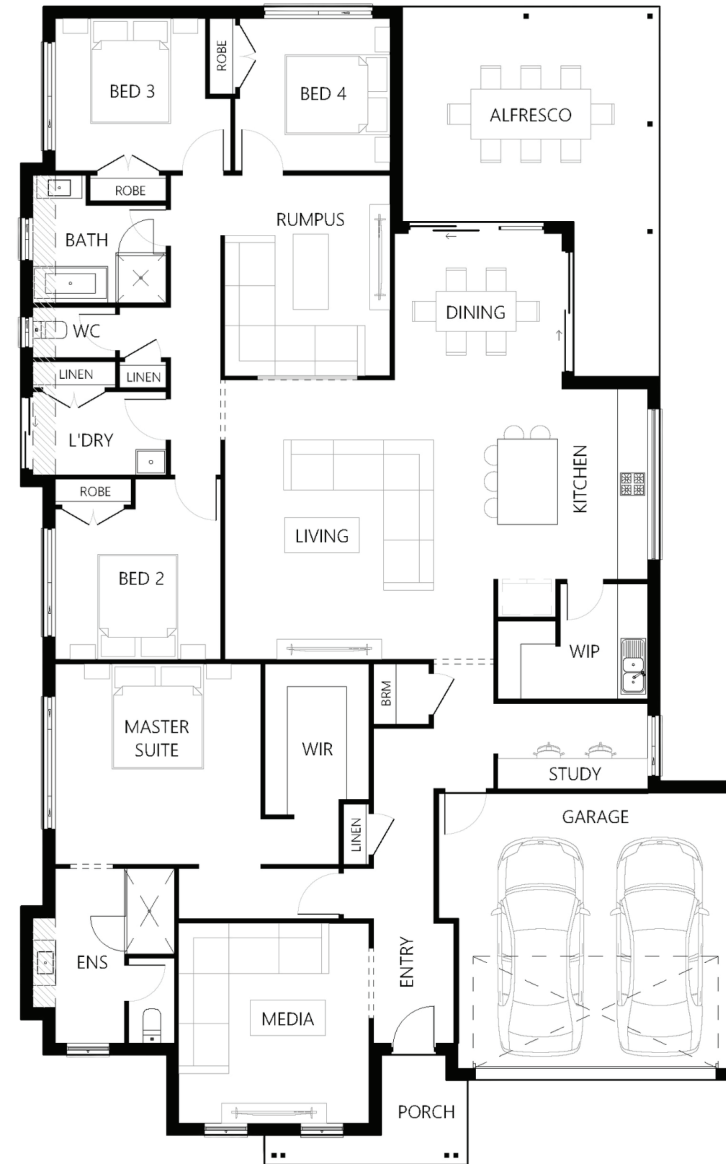 ROBE
BED 3
BED 4
ALFRESCO
ROBE
BATH
RUMPUS
DINING
WC
LINEN
LINEN
L'DRY
KITCHEN
ROBE
LIVING
BED 2
WIP
BRM
MASTER
SUITE
WIR
STUDY
GARAGE
LINEN
ENS
ENTRY
MEDIA
PORCH